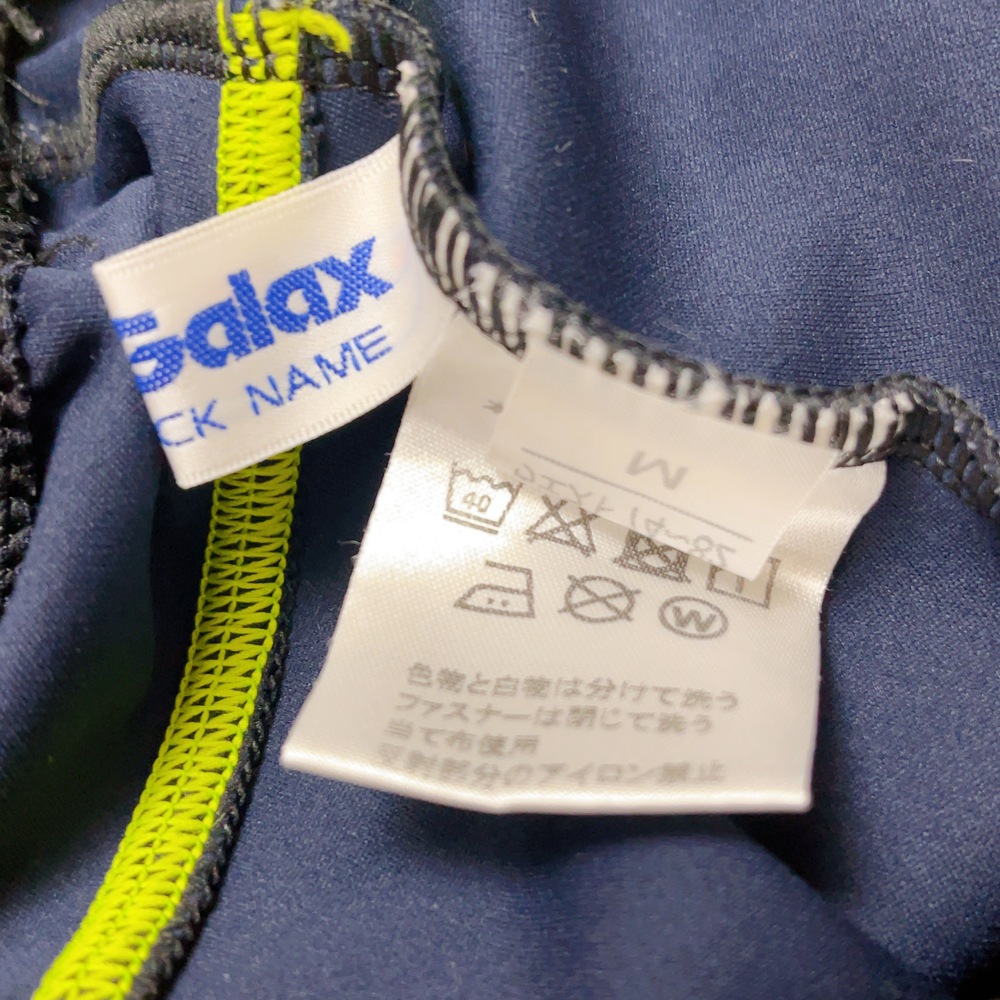 Galax
CK NAME
M
40
W
色物と白物は分けて洗う
ファスナーは閉じて洗う
当て布使用
反射部分のアイロン禁止